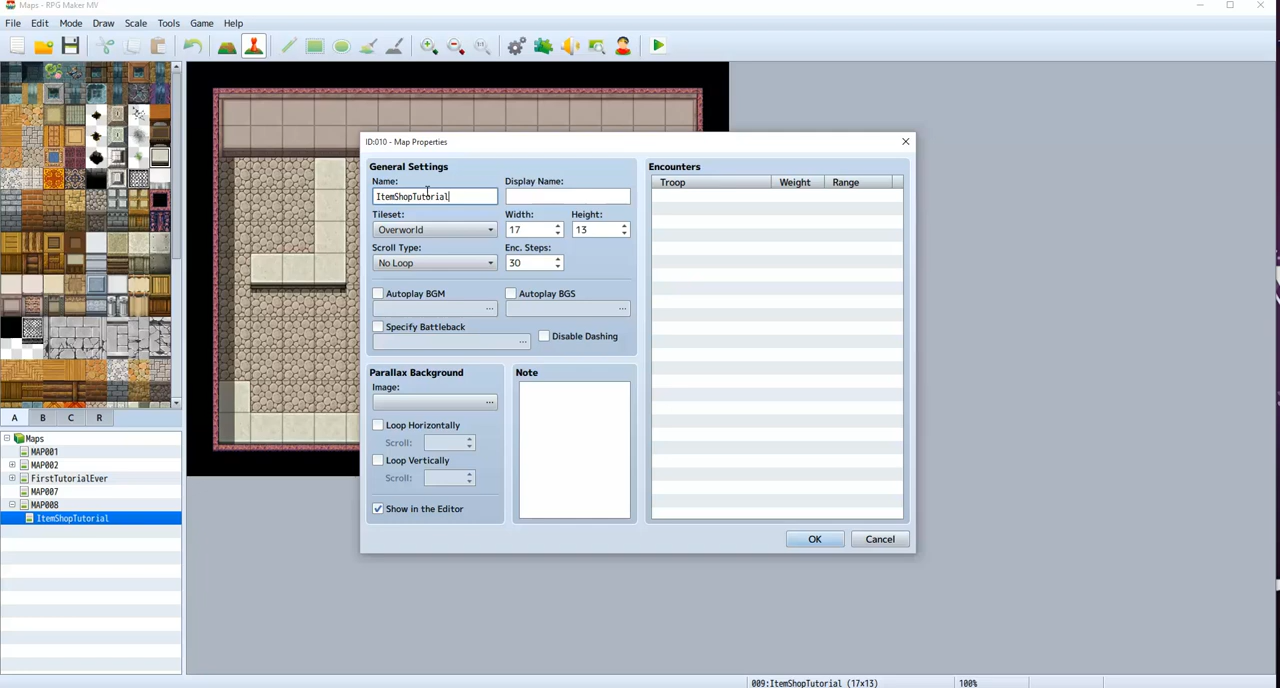 Maps - RPG Maker MV
File Edit Mode Draw Scale Tools Game Help
ID:010 - Map Properties
General Settings
Name: Display Name:
ItemShopTutorial
Tileset: Width: Height:
Overworld 17 13
Scroll Type: Enc. Steps:
No Loop 30
Autoplay BGM Autoplay BGS
... ...
Specify Battleback
... Disable Dashing
Parallax Background
Image:
...
Loop Horizontally
Scroll:
Loop Vertically
Scroll:
Show in the Editor
Note
Encounters
Troop Weight Range
OK Cancel
A B C R
Maps
MAP001
MAP002
FirstTutorialEver
MAP007
MAP008
ItemShopTutorial
009:ItemShopTutorial (17x13) 100%